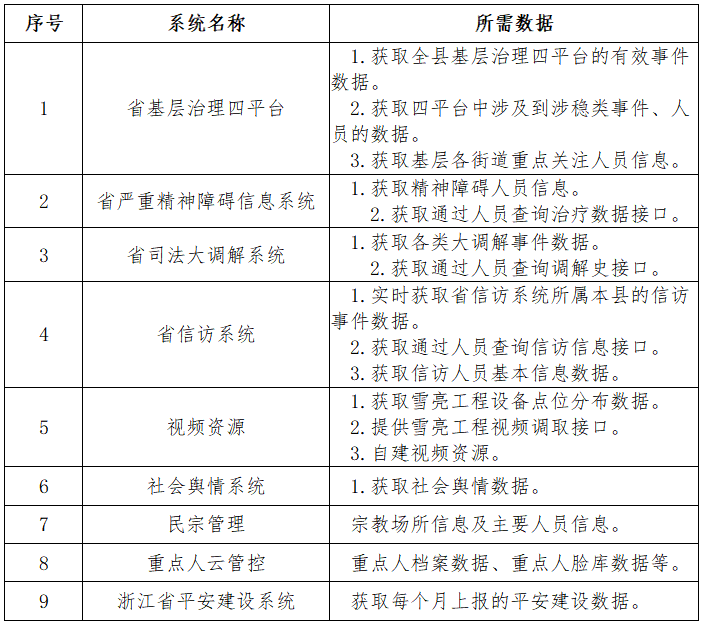 序号 系统名称 所需数据
1 省基层治理四平台
1.获取全县基层治理四平台的有效事件
数据。
2.获取四平台中涉及到涉稳类事件、人
员的数据。
3.获取基层各街道重点关注人员信息。
2 省严重精神障碍信息系统
1.获取精神障碍人员信息。
2.获取通过人员查询治疗数据接口。
3 省司法大调解系统
1.获取各类大调解事件数据。
2.获取通过人员查询调解史接口。
4 省信访系统
1.实时获取省信访系统所属本县的信访
事件数据。
2.获取通过人员查询信访信息接口。
3.获取信访人员基本信息数据。
5 视频资源
1.获取雪亮工程设备点位分布数据。
2.提供雪亮工程视频调取接口。
3.自建视频资源。
6 社会舆情系统 1.获取社会舆情数据。
7 民宗管理 宗教场所信息及主要人员信息。
8 重点人云管控 重点人档案数据、重点人脸库数据等。
9 浙江省平安建设系统 获取每个月上报的平安建设数据。